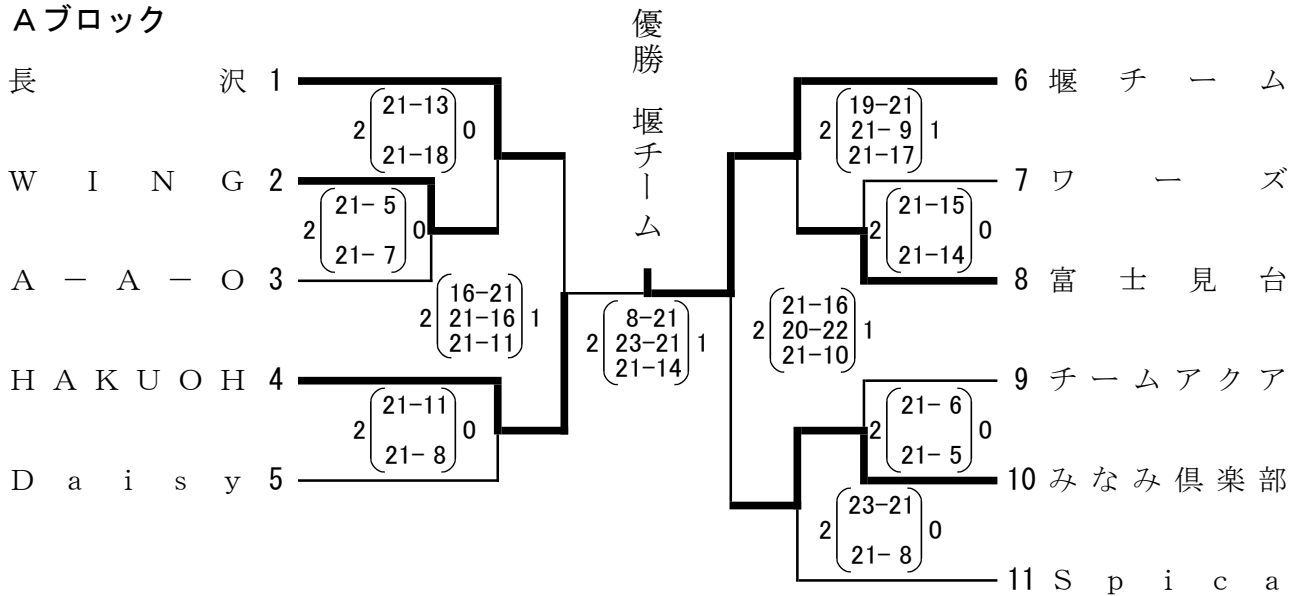 Aブロック
優勝 堰チーム
長沢 1
2 21-13 0
21-18
WING 2
2 21- 5 0
21- 7
A-A-O 3
16-21
2 21-16 1
21-11
HAKUOH 4
2 21-11 0
21- 8
Daisy 5
8-21
2 23-21 1
21-14
6 堰チーム
19-21
2 21- 9 1
21-17
7 ワーズ
2 21-15 0
21-14
8 富士見台
21-16
2 20-22 1
21-10
9 チームアクア
2 21- 6 0
21- 5
10 みなみ倶楽部
2 23-21 0
21- 8
11 Spica